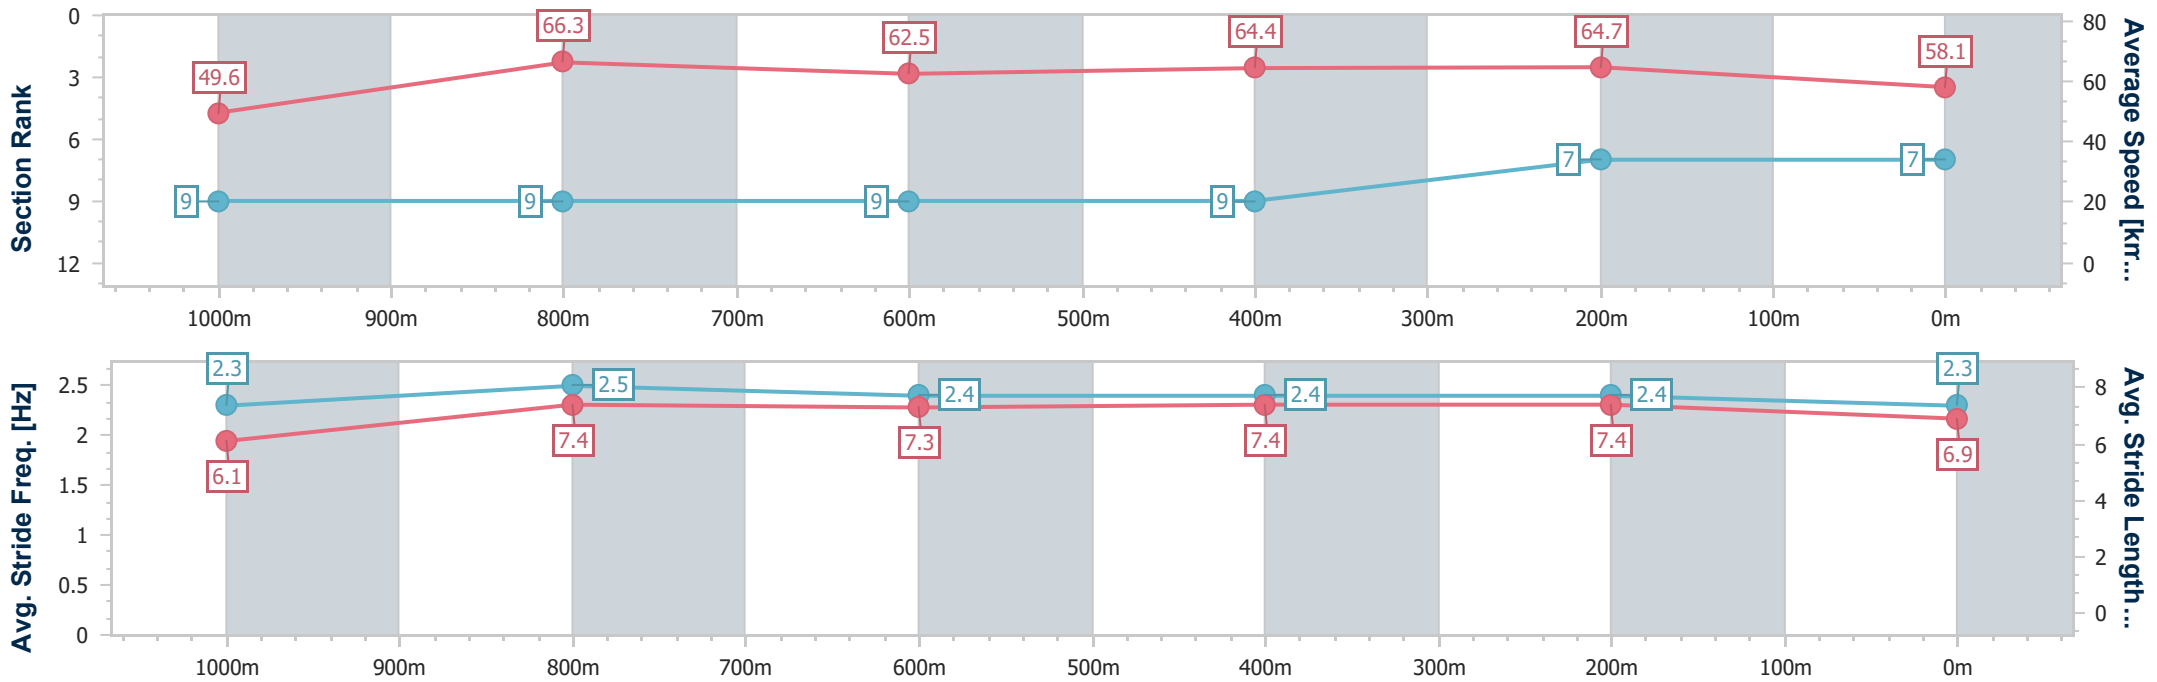 Section Rank
0
3
6
9
12
49.6
66.3
62.5
64.4
64.7
58.1
9
9
9
9
7
7
80
60
40
20
0
Average Speed [km...
1000m
900m
800m
700m
600m
500m
400m
300m
200m
100m
0m
Avg. Stride Freq. [Hz]
2.5
2
1.5
1
0.5
0
2.3
2.5
2.4
2.4
2.4
2.3
6.1
7.4
7.3
7.4
7.4
6.9
8
6
4
2
0
Avg. Stride Length...
1000m
900m
800m
700m
600m
500m
400m
300m
200m
100m
0m